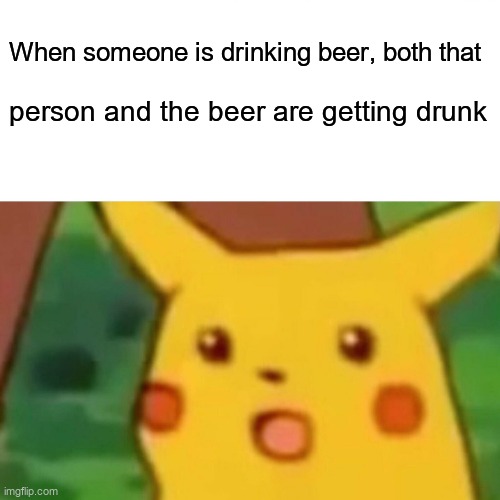 When someone is drinking beer, both that
person and the beer are getting drunk
imgflip.com